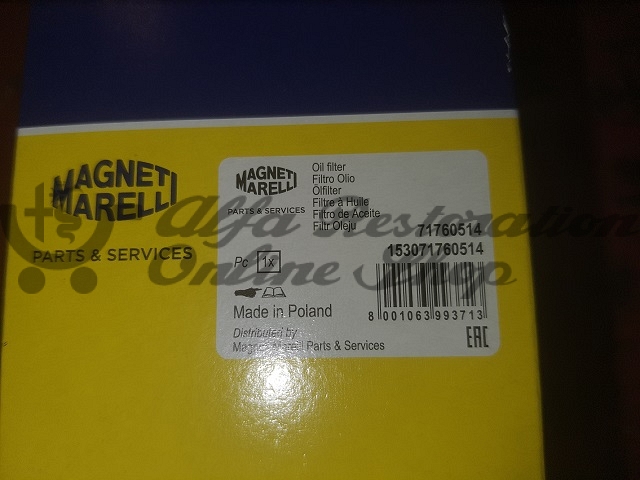 MAGNETI
MARELLI
PARTS & SERVICES
MAGNETI
MARELLI
PARTS & SERVICES
Oil filter
Filtro Olio
Ölfilter
Filtre à Huile
Filtro de Aceite
Filtr Oleju
71760514
153071760514
Pc 1x
8 001063 993713
Made in Poland
Distributed by
Magneti Marelli Parts & Services
EAC
Alfa Restoration
Online Shop